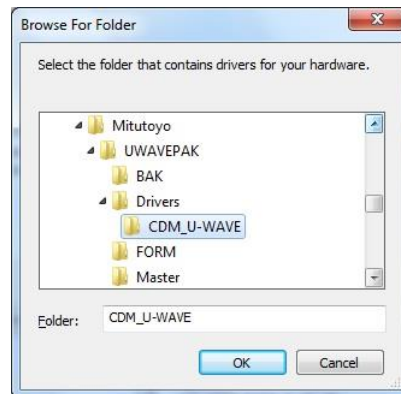 Browse For Folder
Select the folder that contains drivers for your hardware.
Mitutoyo
UWAVEPAK
BAK
Drivers
CDM_U-WAVE
FORM
Master
Folder: CDM_U-WAVE
OK Cancel